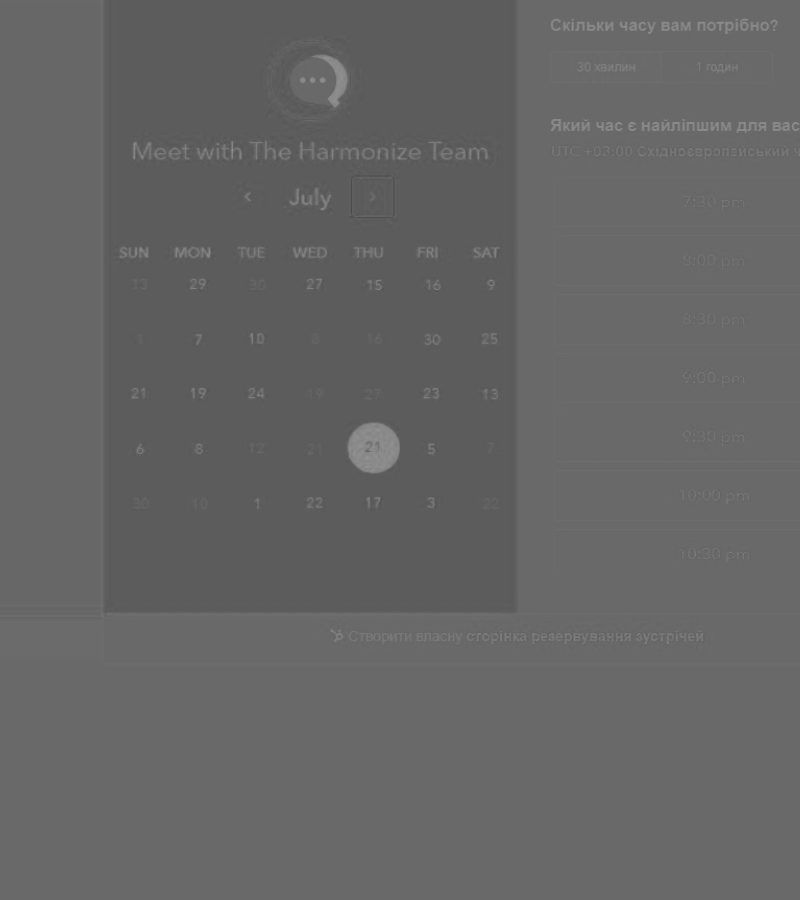 Meet with The Harmonize Team
July
SUN MON TUE WED THU FRI SAT
13 29 30 27 15 16 9
1 7 10 8 16 30 25
21 19 24 19 27 23 13
6 8 12 21 21 5 7
30 10 1 22 17 3 22
Скільки часу вам потрібно?
30 хвилин 1 годин
Який час є найліпшим для вас
UTC +03:00 Східноєвропейський ч
7:30 pm
8:00 pm
8:30 pm
9:00 pm
9:30 pm
10:00 pm
10:30 pm
Створити власну сторінка резервування зустрічей